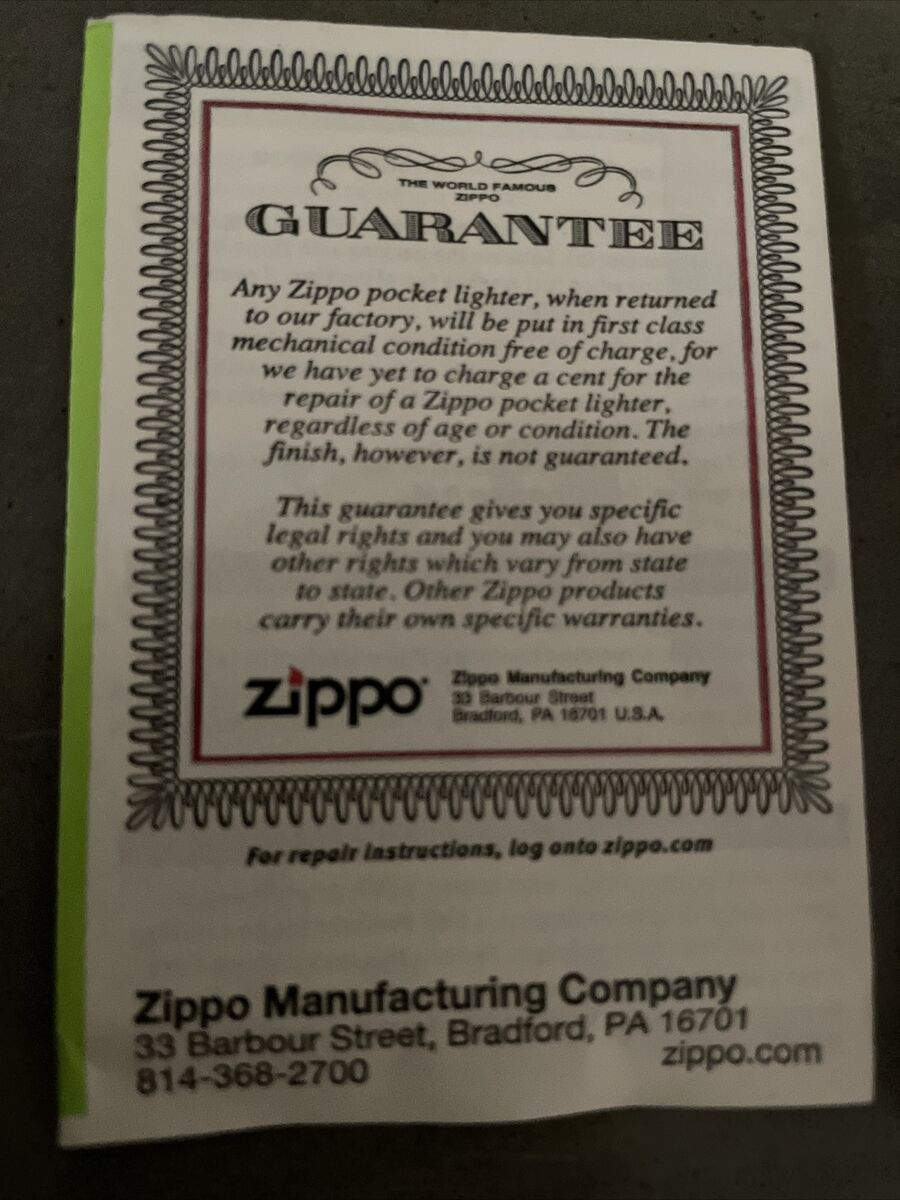 THE WORLD FAMOUS
ZIPPO
GUARANTEE
Any Zippo pocket lighter, when returned
to our factory, will be put in first class
mechanical condition free of charge, for
we have yet to charge a cent for the
repair of a Zippo pocket lighter,
regardless of age or condition. The
finish, however, is not guaranteed.
This guarantee gives you specific
legal rights and you may also have
other rights which vary from state
to state. Other Zippo products
carry their own specific warranties.
zippo
Zippo Manufacturing Company
33 Barbour Street
Bradford, PA 16701 U.S.A.
For repair instructions, log onto zippo.com
Zippo Manufacturing Company
33 Barbour Street, Bradford, PA 16701
814-368-2700
zippo.com